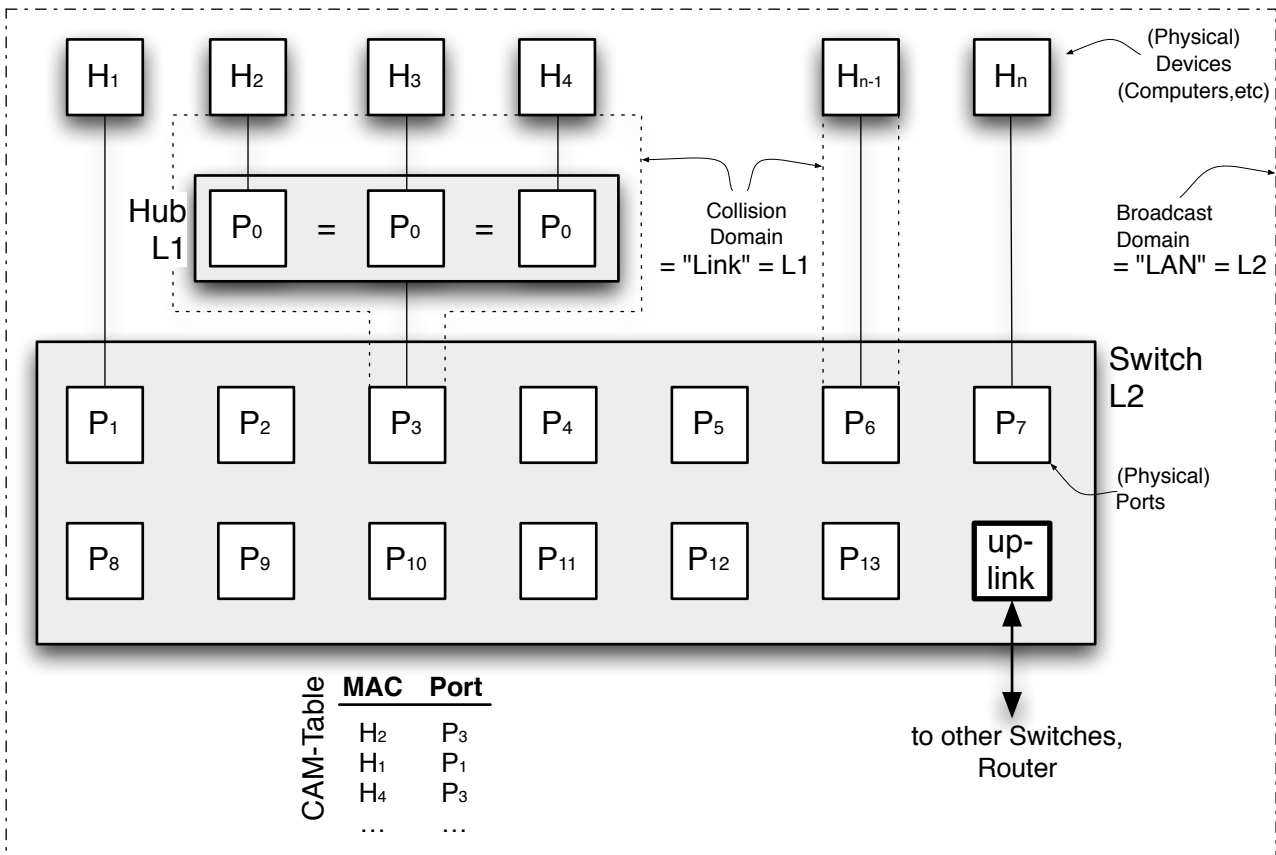 H1 H2 H3 H4 Hn-1 Hn
(Physical)
Devices
(Computers,etc)
Hub
L1
P0 = P0 = P0
Collision
Domain
= "Link" = L1
Broadcast
Domain
= "LAN" = L2
Switch
L2
P1 P2 P3 P4 P5 P6 P7
(Physical)
Ports
P8 P9 P10 P11 P12 P13
up-
link
to other Switches,
Router
CAM-Table
MAC Port
H2 P3
H1 P1
H4 P3
... ...